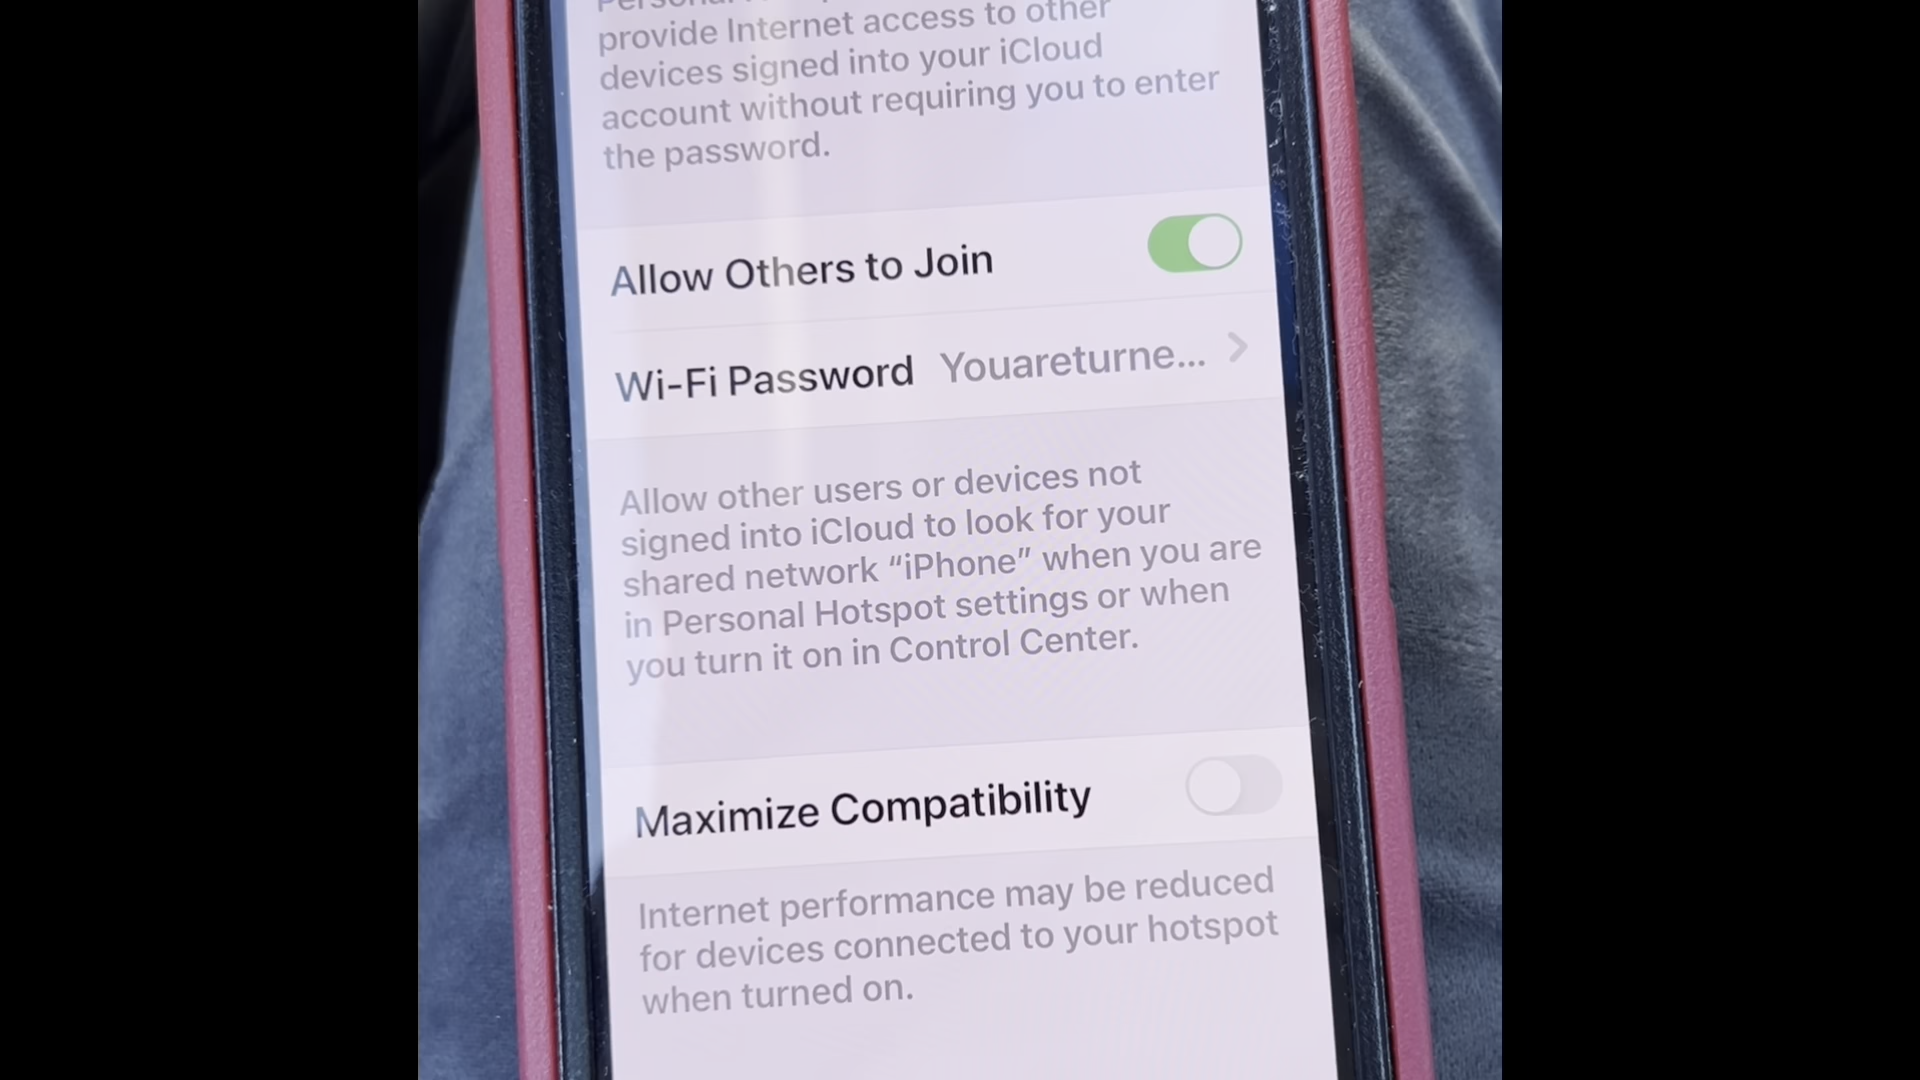 provide Internet access to other
devices signed into your iCloud
account without requiring you to enter
the password.
Allow Others to Join
Wi-Fi Password Youareturne...
Allow other users or devices not
signed into iCloud to look for your
shared network “iPhone” when you are
in Personal Hotspot settings or when
you turn it on in Control Center.
Maximize Compatibility
Internet performance may be reduced
for devices connected to your hotspot
when turned on.